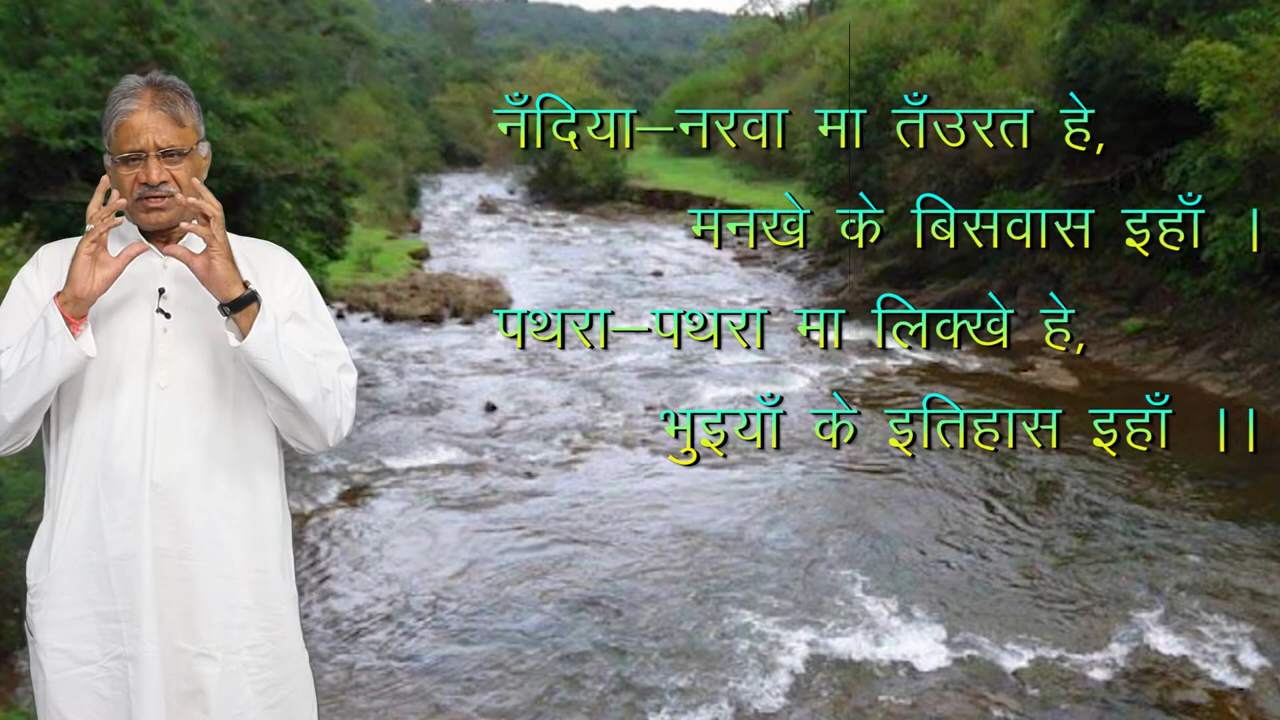 नँदिया–नरवा मा तँउरत हे,
मनखे के बिसवास इहाँ ।
पथरा–पथरा मा लिक्खे हे,
भुइयाँ के इतिहास इहाँ ।।